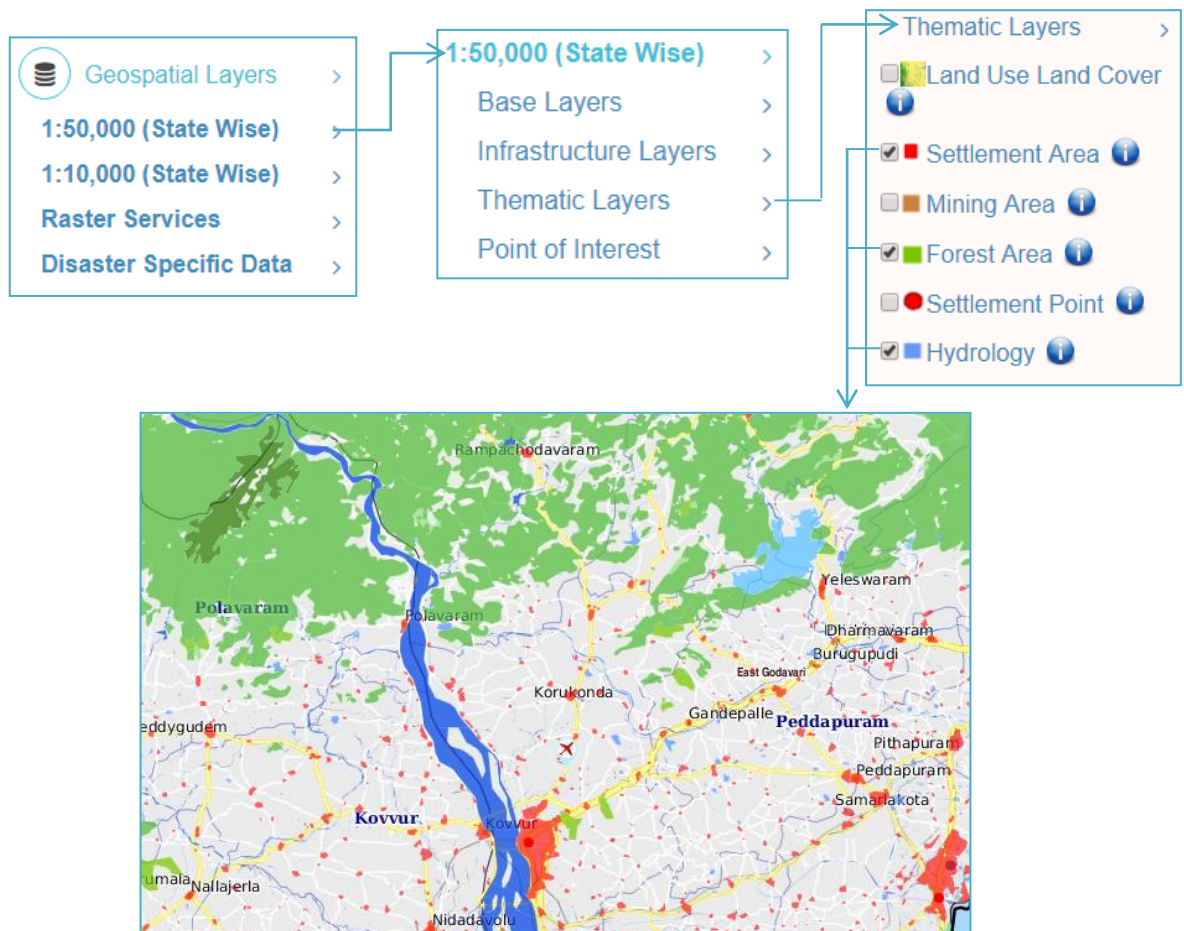 Geospatial Layers
1:50,000 (State Wise)
1:10,000 (State Wise)
Raster Services
Disaster Specific Data
1:50,000 (State Wise)
Base Layers
Infrastructure Layers
Thematic Layers
Point of Interest
Thematic Layers
Land Use Land Cover
i
Settlement Area i
Mining Area i
Forest Area i
Settlement Point i
Hydrology i
Rampachodavaram
Yeleswaram
Polavaram
Polavaram
Dharmavaram
Burugupudi
East Godavari
Korukonda
Gandepalle
Peddapuram
eddygudem
Pithapuram
Peddapuram
Samarlakota
Kovvur
Kovvur
rumala
Nallajerla
Nidadavolu